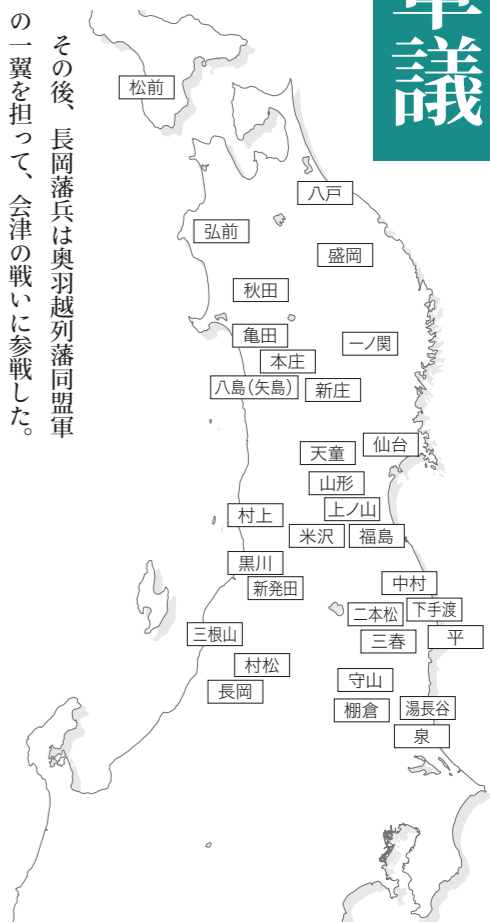 議
その後、長岡藩兵は奥羽越列藩同盟軍
の一翼を担って、会津の戦いに参戦した。
松前
八戸
弘前
盛岡
秋田
亀田
一ノ関
本庄
八島（矢島）
新庄
仙台
天童
山形
上ノ山
村上
米沢
福島
黒川
新発田
中村
下手渡
二本松
三春
平
三根山
村松
長岡
守山
棚倉
湯長谷
泉